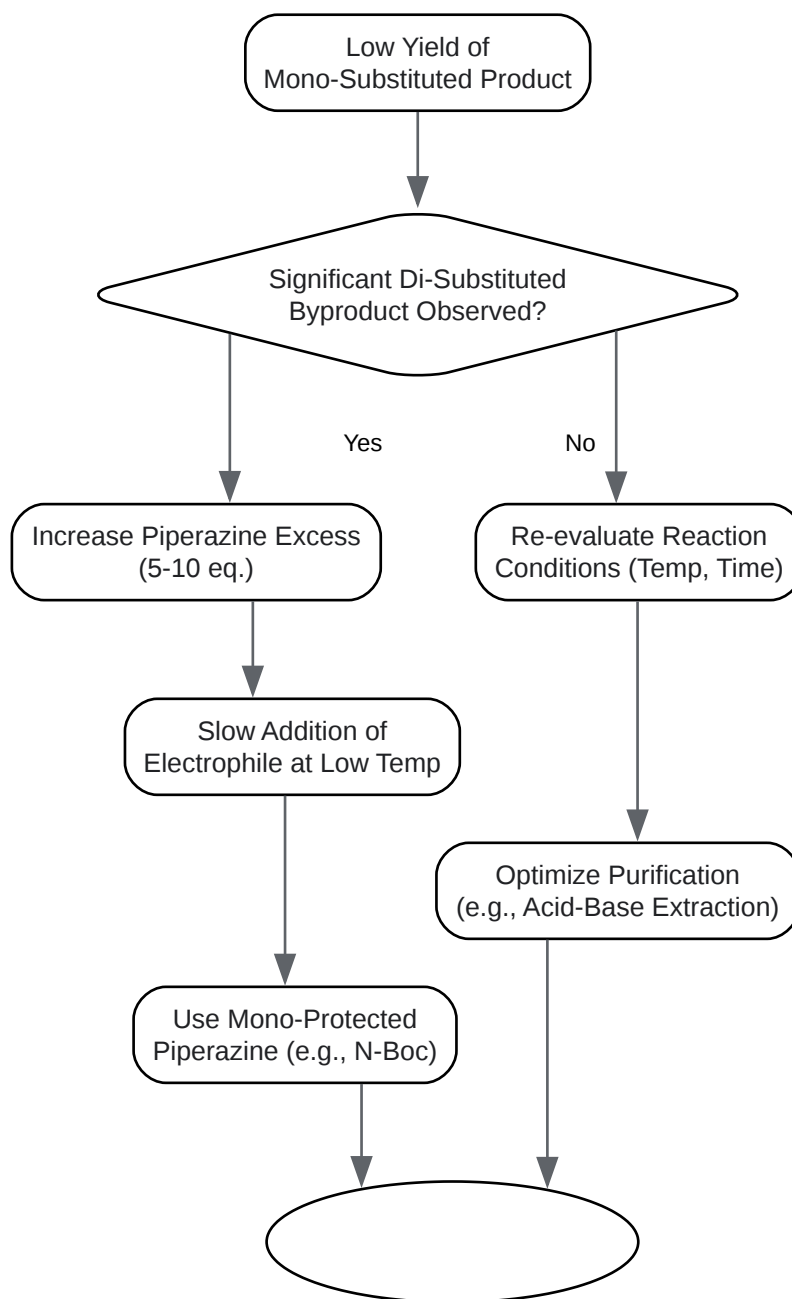 Low Yield of
Mono-Substituted Product
Significant Di-Substituted
Byproduct Observed?
Yes
No
Increase Piperazine Excess
(5-10 eq.)
Re-evaluate Reaction
Conditions (Temp, Time)
Slow Addition of
Electrophile at Low Temp
Optimize Purification
(e.g., Acid-Base Extraction)
Use Mono-Protected
Piperazine (e.g., N-Boc)